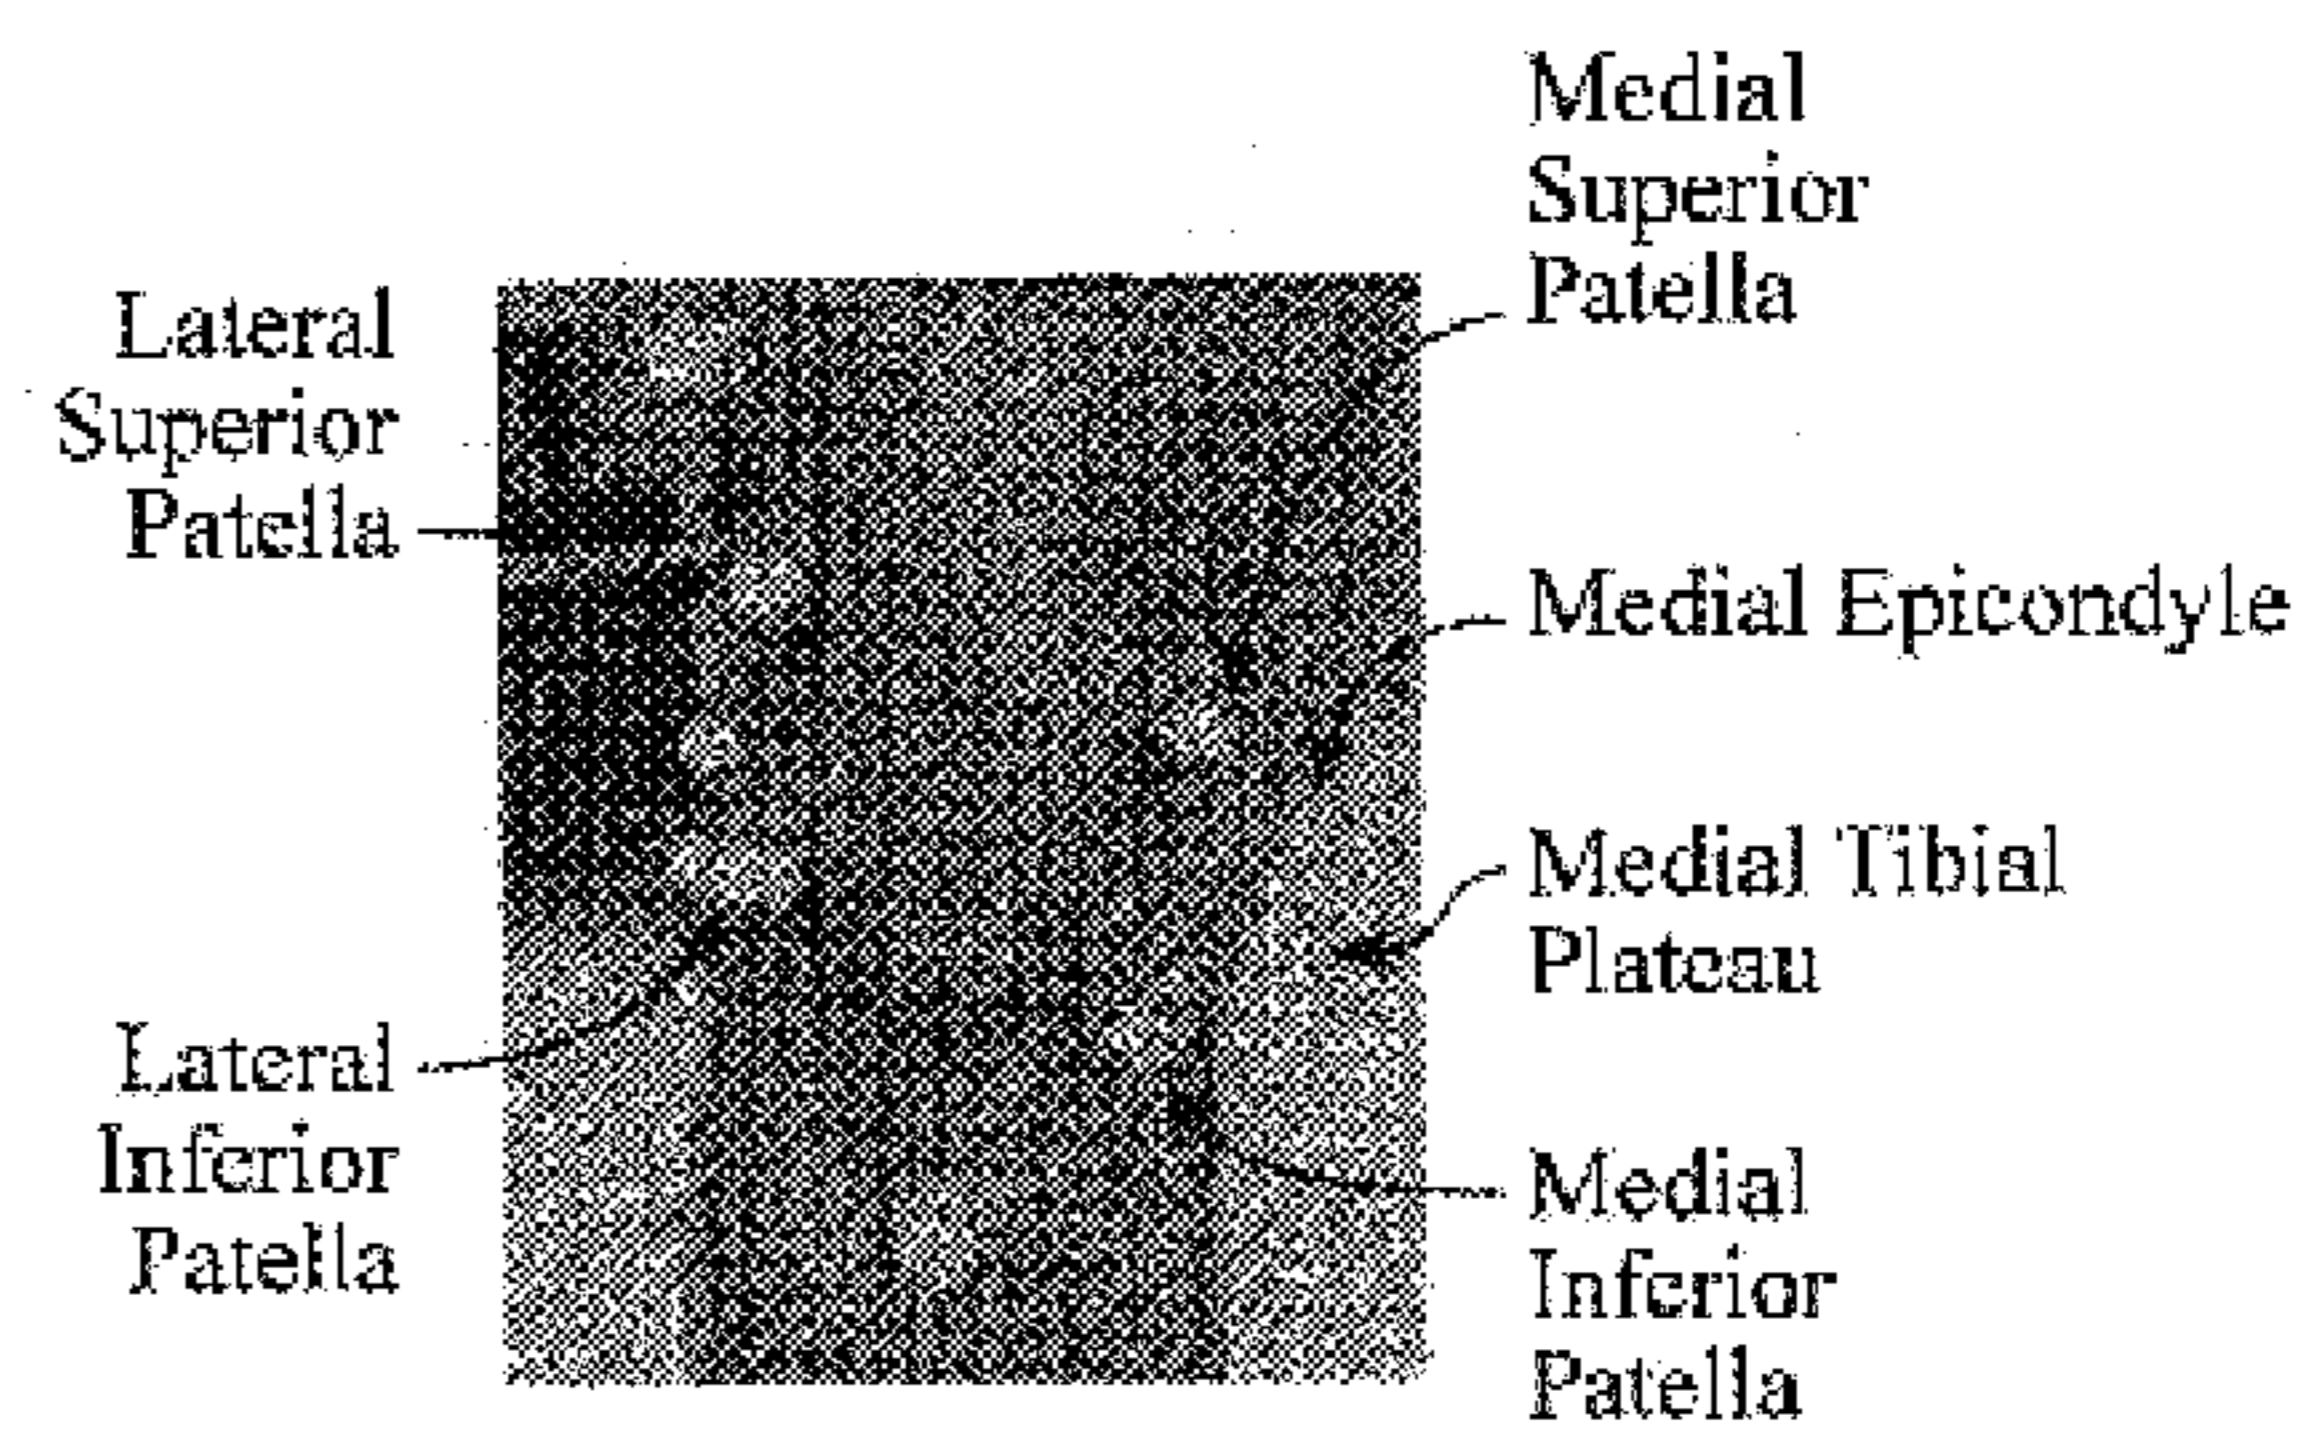 Medial
Superior
Patella
Lateral
Superior
Patella
Medial Epicondyle
Medial Tibial
Plateau
Lateral
Inferior
Patella
Medial
Inferior
Patella